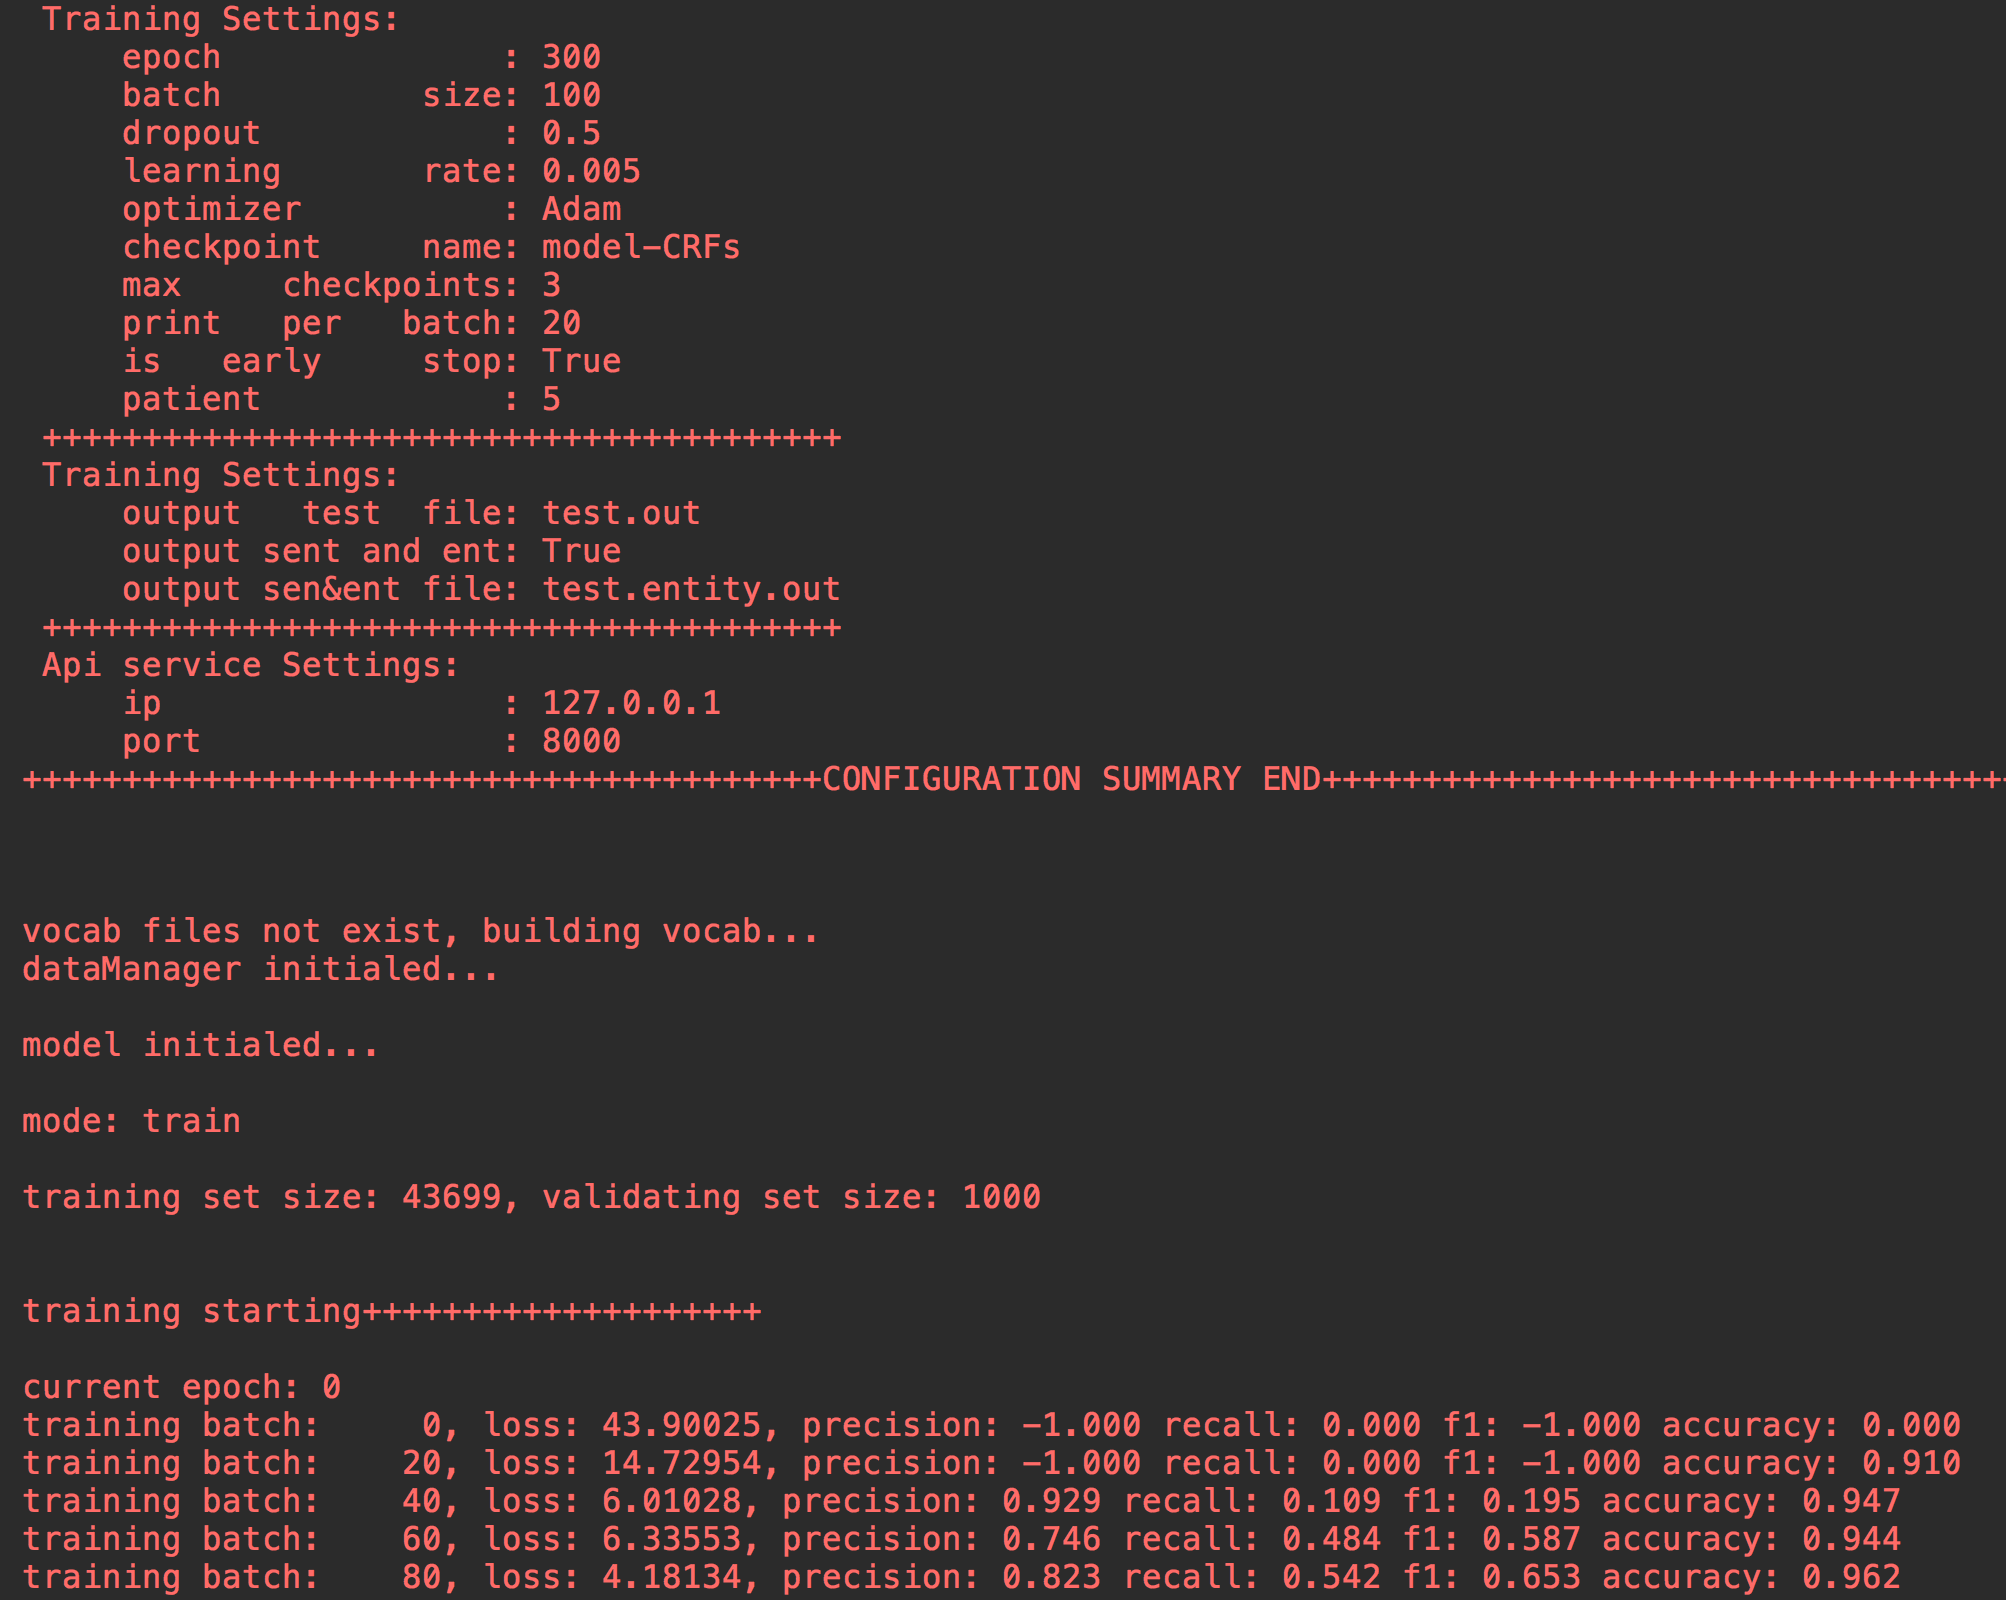 Training Settings:
    epoch              : 300
    batch          size: 100
    dropout            : 0.5
    learning       rate: 0.005
    optimizer          : Adam
    checkpoint     name: model-CRFs
    max     checkpoints: 3
    print   per   batch: 20
    is   early     stop: True
    patient            : 5
++++++++++++++++++++++++++++++++++++++++
Training Settings:
    output   test  file: test.out
    output sent and ent: True
    output sen&ent file: test.entity.out
++++++++++++++++++++++++++++++++++++++++
Api service Settings:
    ip                 : 127.0.0.1
    port               : 8000
++++++++++++++++++++++++++++++++++++++++CONFIGURATION SUMMARY END+++++++++++++++++++++++++++++++++++
vocab files not exist, building vocab...
dataManager initialed...
model initialed...
mode: train
training set size: 43699, validating set size: 1000
training starting++++++++++++++++++++
current epoch: 0
training batch:     0, loss: 43.90025, precision: -1.000 recall: 0.000 f1: -1.000 accuracy: 0.000
training batch:    20, loss: 14.72954, precision: -1.000 recall: 0.000 f1: -1.000 accuracy: 0.910
training batch:    40, loss: 6.01028, precision: 0.929 recall: 0.109 f1: 0.195 accuracy: 0.947
training batch:    60, loss: 6.33553, precision: 0.746 recall: 0.484 f1: 0.587 accuracy: 0.944
training batch:    80, loss: 4.18134, precision: 0.823 recall: 0.542 f1: 0.653 accuracy: 0.962